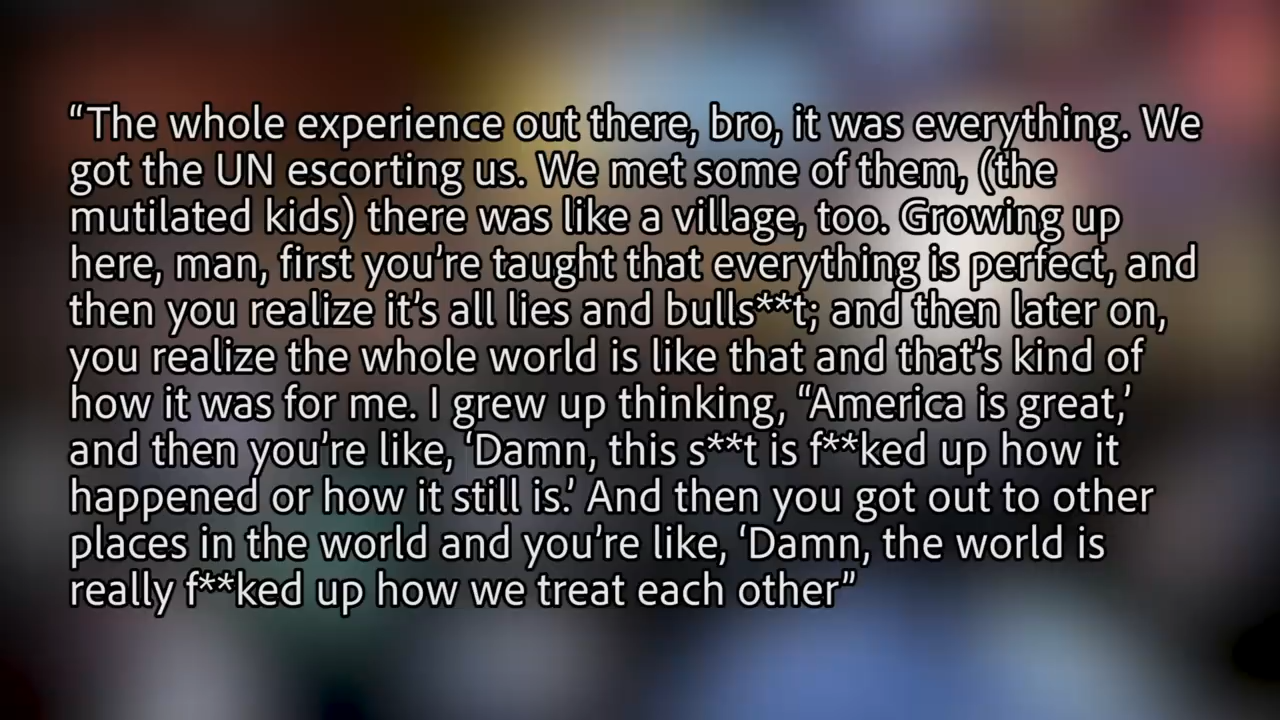 “The whole experience out there, bro, it was everything. We
got the UN escorting us. We met some of them, (the
mutilated kids) there was like a village, too. Growing up
here, man, first you’re taught that everything is perfect, and
then you realize it’s all lies and bulls**t; and then later on,
you realize the whole world is like that and that’s kind of
how it was for me. I grew up thinking, “America is great,’
and then you’re like, ‘Damn, this s**t is f**ked up how it
happened or how it still is.’ And then you got out to other
places in the world and you’re like, ‘Damn, the world is
really f**ked up how we treat each other”